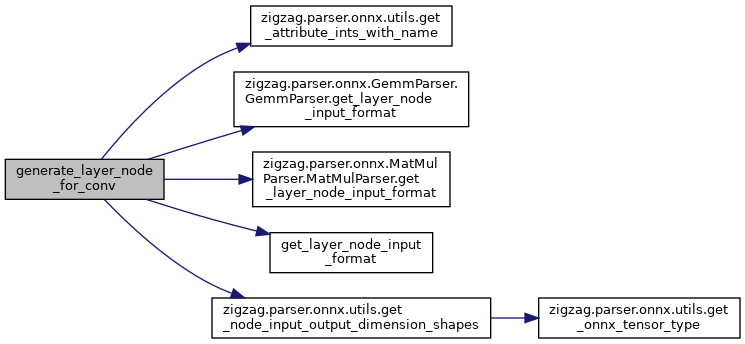 zigzag.parser.onnx.utils.get
_attribute_ints_with_name
zigzag.parser.onnx.GemmParser.
GemmParser.get_layer_node
_input_format
generate_layer_node
_for_conv
zigzag.parser.onnx.MatMul
Parser.MatMulParser.get
_layer_node_input_format
get_layer_node_input
_format
zigzag.parser.onnx.utils.get
_node_input_output_dimension_shapes
zigzag.parser.onnx.utils.get
_onnx_tensor_type